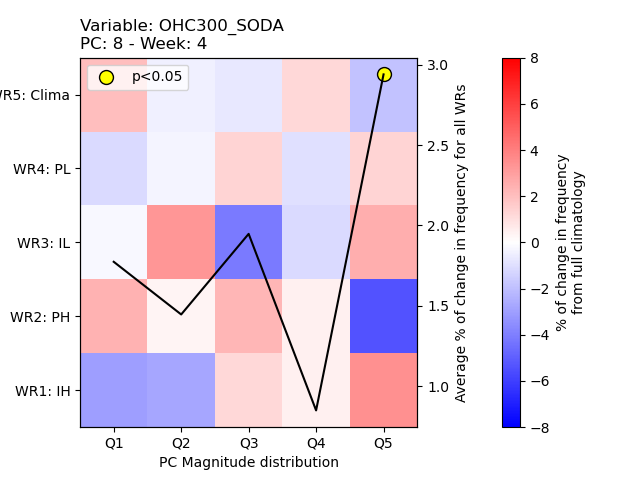 Variable: OHC300_SODA
PC: 8 - Week: 4
p<0.05
WR5: Clima
WR4: PL
WR3: IL
WR2: PH
WR1: IH
Q1 Q2 Q3 Q4 Q5
PC Magnitude distribution
3.0
2.5
2.0
1.5
1.0
Average % of change in frequency for all WRs
8
6
4
2
0
−2
−4
−6
−8
% of change in frequency
from full climatology